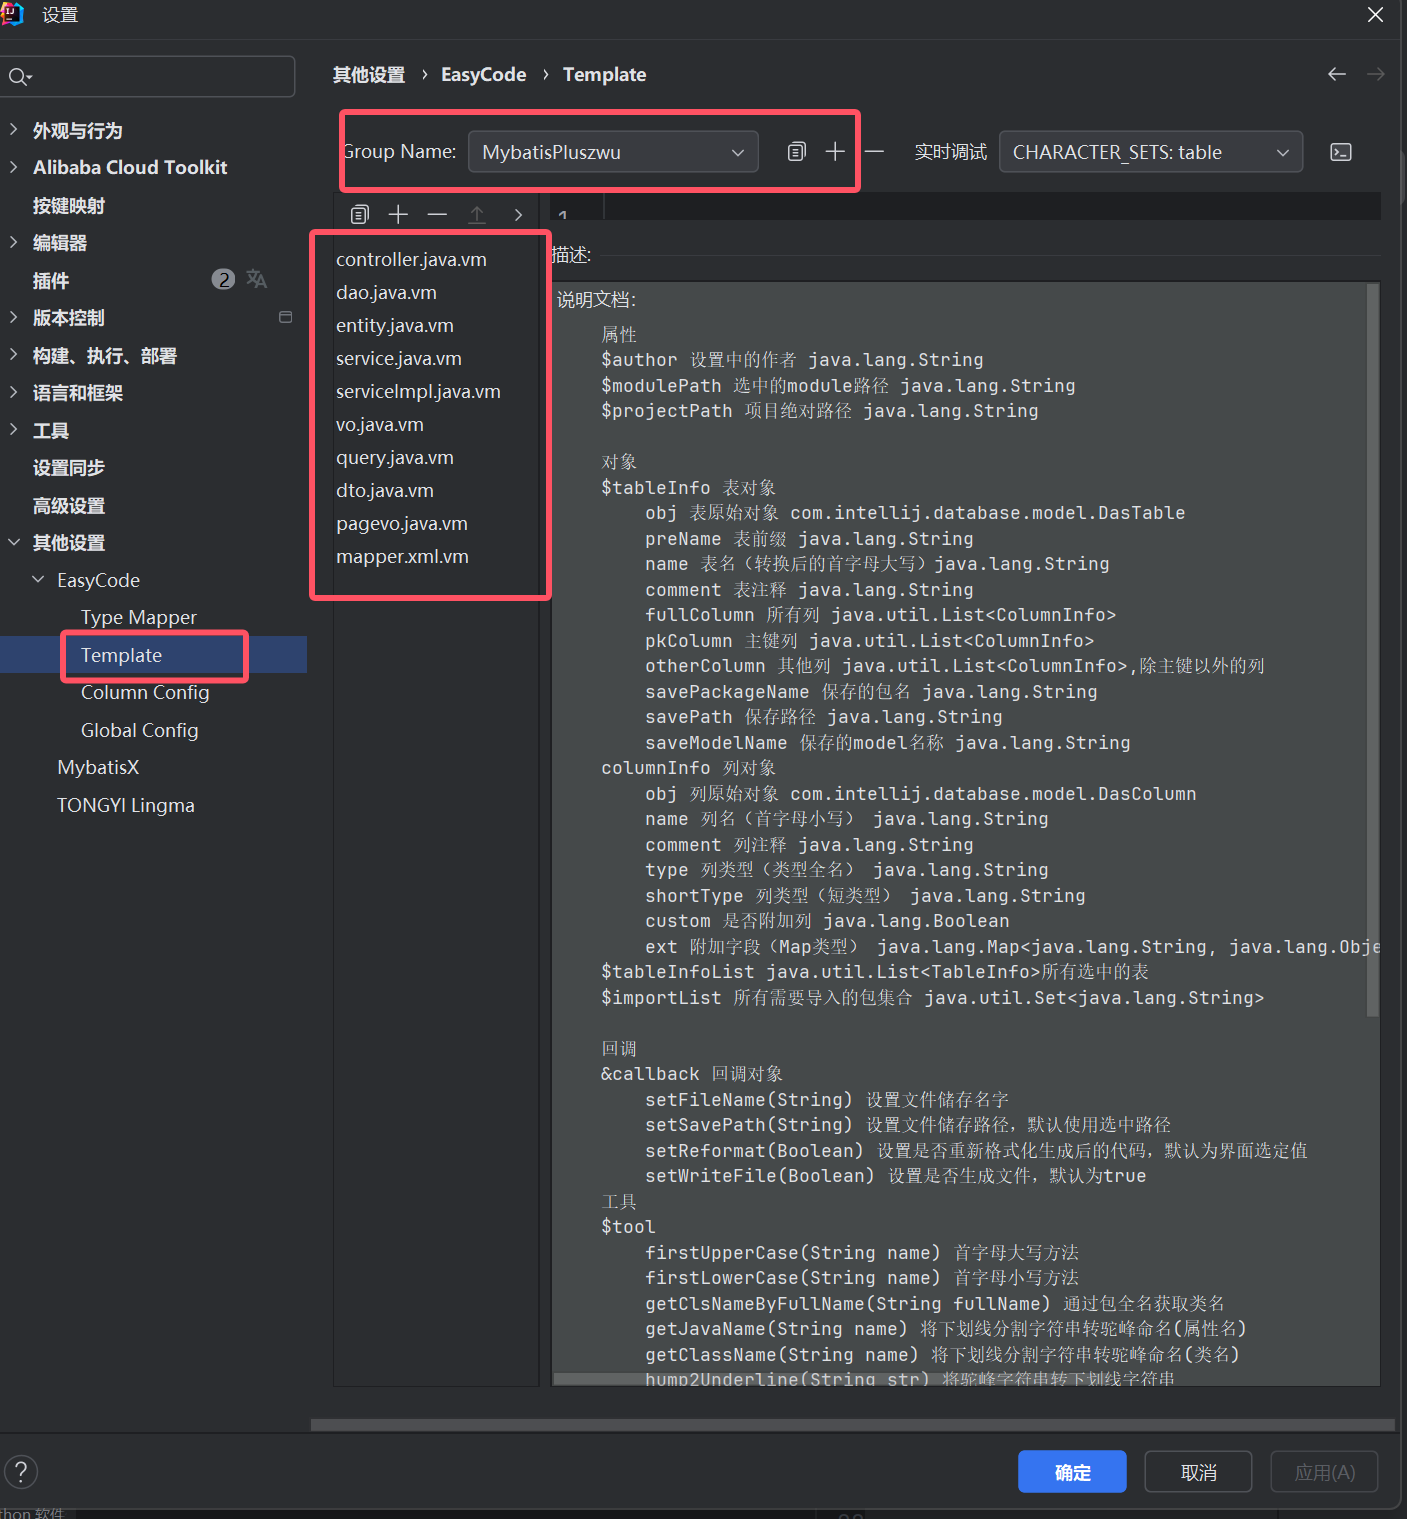 设置
外观与行为
Alibaba Cloud Toolkit
按键映射
编辑器
插件
2
版本控制
构建、执行、部署
语言和框架
工具
设置同步
高级设置
其他设置
EasyCode
Type Mapper
Template
Column Config
Global Config
MybatisX
TONGYI Lingma
其他设置 › EasyCode › Template
Group Name: MybatisPluszwu
实时调试 CHARACTER_SETS: table
controller.java.vm
dao.java.vm
entity.java.vm
service.java.vm
serviceImpl.java.vm
vo.java.vm
query.java.vm
dto.java.vm
pagevo.java.vm
mapper.xml.vm
1
描述:
说明文档:
属性
$author 设置中的作者 java.lang.String
$modulePath 选中的module路径 java.lang.String
$projectPath 项目绝对路径 java.lang.String
对象
$tableInfo 表对象
obj 表原始对象 com.intellij.database.model.DasTable
preName 表前缀 java.lang.String
name 表名（转换后的首字母大写）java.lang.String
comment 表注释 java.lang.String
fullColumn 所有列 java.util.List<ColumnInfo>
pkColumn 主键列 java.util.List<ColumnInfo>
otherColumn 其他列 java.util.List<ColumnInfo>,除主键以外的列
savePackageName 保存的包名 java.lang.String
savePath 保存路径 java.lang.String
saveModelName 保存的model名称 java.lang.String
columnInfo 列对象
obj 列原始对象 com.intellij.database.model.DasColumn
name 列名（首字母小写） java.lang.String
comment 列注释 java.lang.String
type 列类型（类型全名） java.lang.String
shortType 列类型（短类型） java.lang.String
custom 是否附加列 java.lang.Boolean
ext 附加字段（Map类型） java.lang.Map<java.lang.String, java.lang.Obje
$tableInfoList java.util.List<TableInfo>所有选中的表
$importList 所有需要导入的包集合 java.util.Set<java.lang.String>
回调
&callback 回调对象
setFileName(String) 设置文件储存名字
setSavePath(String) 设置文件储存路径，默认使用选中路径
setReformat(Boolean) 设置是否重新格式化生成后的代码，默认为界面选定值
setWriteFile(Boolean) 设置是否生成文件，默认为true
工具
$tool
firstUpperCase(String name) 首字母大写方法
firstLowerCase(String name) 首字母小写方法
getClsNameByFullName(String fullName) 通过包全名获取类名
getJavaName(String name) 将下划线分割字符串转驼峰命名(属性名)
getClassName(String name) 将下划线分割字符串转驼峰命名(类名)
hump2Underline(String str) 将驼峰字符串转下划线字符串
?
确定
取消
应用(A)
thon 软件